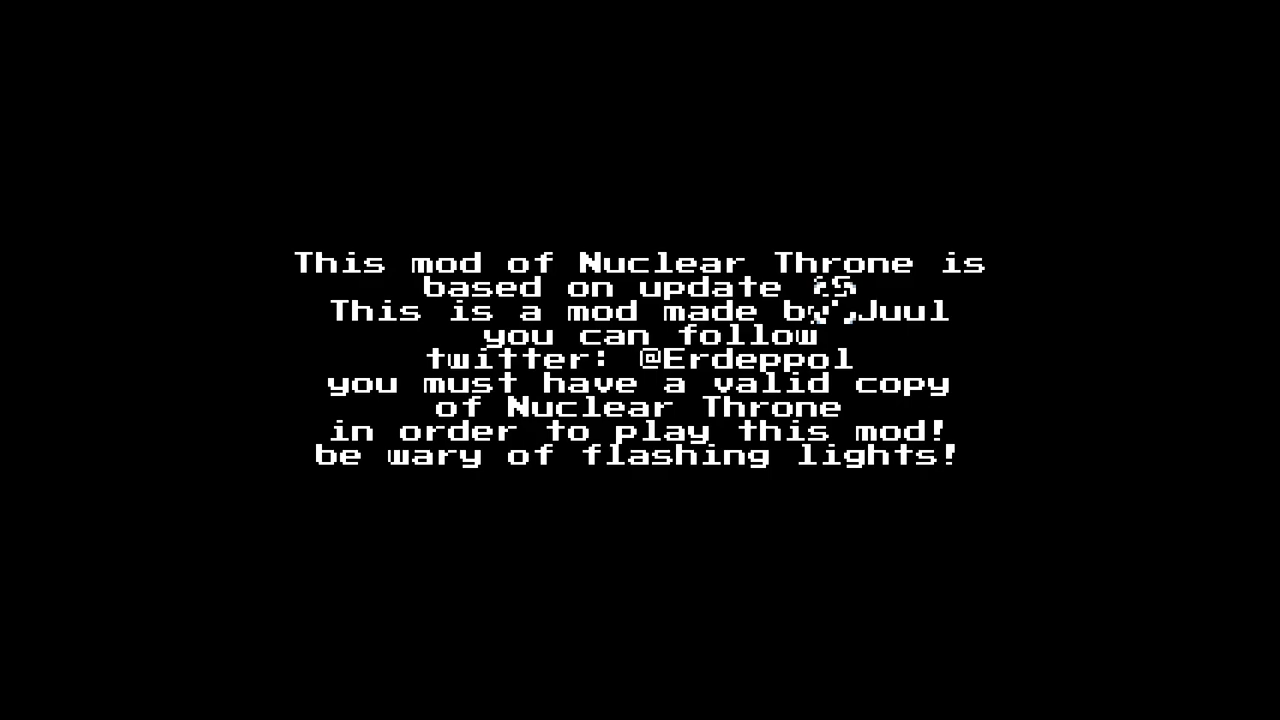 This mod of Nuclear Throne is
based on update
This is a mod made by Juul
you can follow
twitter: @Erdeppol
you must have a valid copy
of Nuclear Throne
in order to play this mod!
be wary of flashing lights!